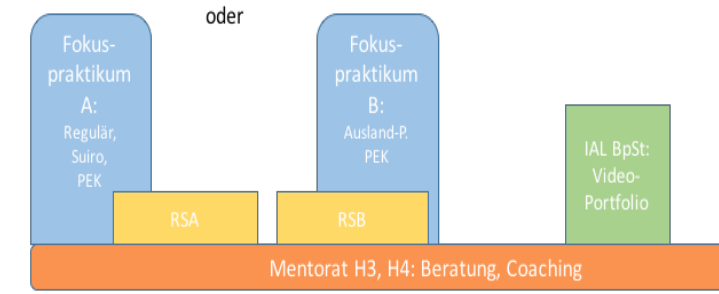 oder
Fokus-
praktikum
A:
Regulär,
Suiro,
PEK
Fokus-
praktikum
B:
Ausland-P.
PEK
IAL BpSt:
Video-
Portfolio
RSA
RSB
Mentorat H3, H4: Beratung, Coaching